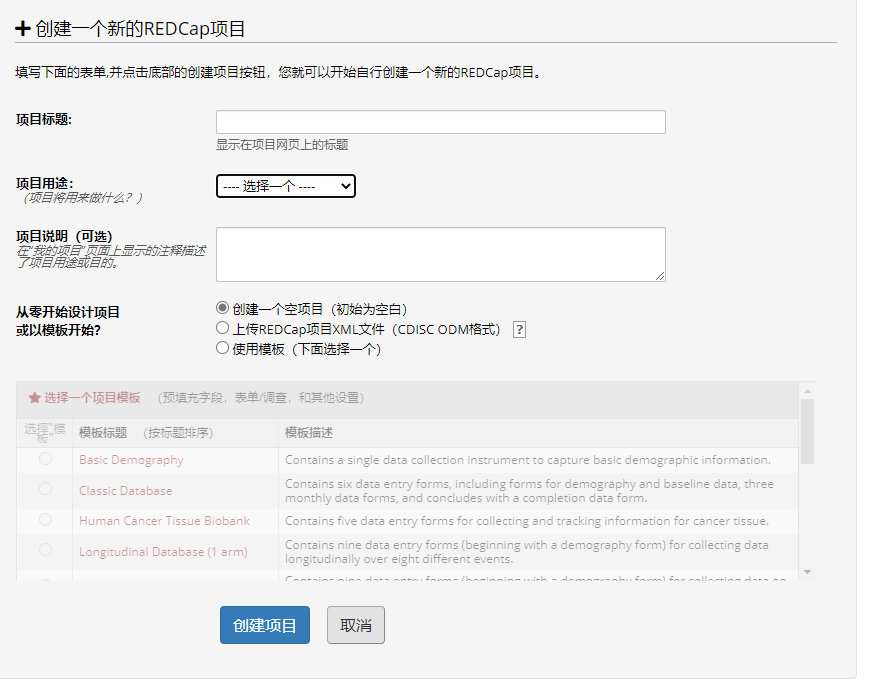 创建一个新的REDCap项目
填写下面的表单,并点击底部的创建项目按钮，您就可以开始自行创建一个新的REDCap项目。
项目标题:
显示在项目网页上的标题
项目用途:
（项目将用来做什么？）
---- 选择一个 ----
项目说明（可选）
在“我的项目”页面上显示的注释描述
了项目用途或目的。
从零开始设计项目
或以模板开始?
创建一个空项目（初始为空白）
上传REDCap项目XML文件（CDISC ODM格式） ?
使用模板（下面选择一个）
选择一个项目模板 （预填充字段，表单/调查，和其他设置）
选择"模
板"
模板标题 （按标题排序） 模板描述
Basic Demography Contains a single data collection instrument to capture basic demographic information.
Classic Database Contains six data entry forms, including forms for demography and baseline data, three
monthly data forms, and concludes with a completion data form.
Human Cancer Tissue Biobank Contains five data entry forms for collecting and tracking information for cancer tissue.
Longitudinal Database (1 arm) Contains nine data entry forms (beginning with a demography form) for collecting data
longitudinally over eight different events.
Contains nine data entry forms (beginning with a demography form) for collecting data on
创建项目 取消